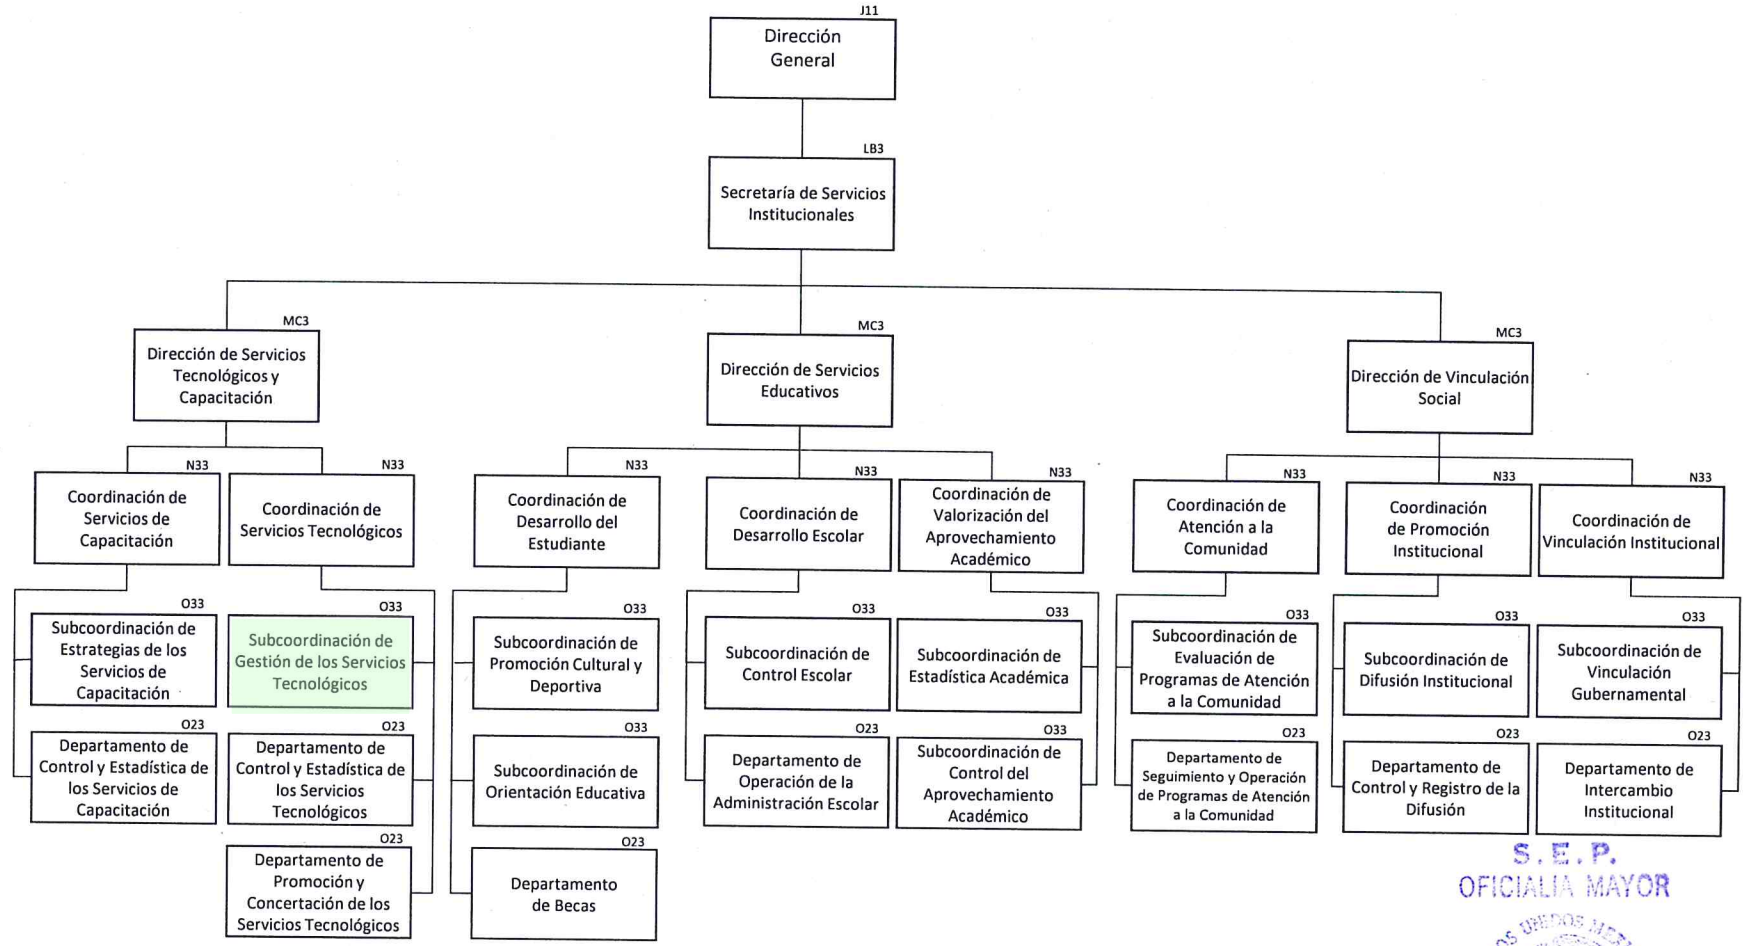 J11
Dirección
General
LB3
Secretaría de Servicios
Institucionales
MC3
Dirección de Servicios
Tecnológicos y
Capacitación
MC3
Dirección de Servicios
Educativos
MC3
Dirección de Vinculación
Social
N33
Coordinación de
Servicios de
Capacitación
N33
Coordinación de
Servicios Tecnológicos
N33
Coordinación de
Desarrollo del
Estudiante
N33
Coordinación de
Desarrollo Escolar
N33
Coordinación de
Valorización del
Aprovechamiento
Académico
N33
Coordinación de
Atención a la
Comunidad
N33
Coordinación
de Promoción
Institucional
N33
Coordinación de
Vinculación Institucional
O33
Subcoordinación de
Estrategias de los
Servicios de
Capacitación
O33
Subcoordinación de
Gestión de los Servicios
Tecnológicos
O33
Subcoordinación de
Promoción Cultural y
Deportiva
O33
Subcoordinación de
Control Escolar
O33
Subcoordinación de
Estadística Académica
O33
Subcoordinación de
Evaluación de
Programas de Atención
a la Comunidad
O33
Subcoordinación de
Difusión Institucional
O33
Subcoordinación de
Vinculación
Gubernamental
O23
Departamento de
Control y Estadística de
los Servicios de
Capacitación
O23
Departamento de
Control y Estadística de
los Servicios
Tecnológicos
O33
Subcoordinación de
Orientación Educativa
O23
Departamento de
Operación de la
Administración Escolar
O33
Subcoordinación de
Control del
Aprovechamiento
Académico
O23
Departamento de
Seguimiento y Operación
de Programas de Atención
a la Comunidad
O23
Departamento de
Control y Registro de la
Difusión
O23
Departamento de
Intercambio
Institucional
O23
Departamento de
Promoción y
Concertación de los
Servicios Tecnológicos
O23
Departamento
de Becas
S.E.P.
OFICIALIA MAYOR